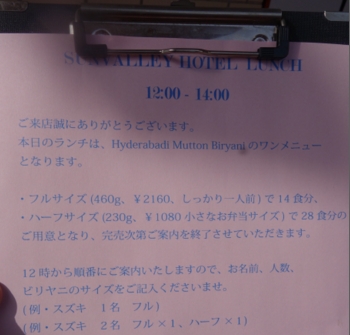 SUNVALLEY HOTEL LUNCH
12:00 - 14:00
ご来店誠にありがとうございます。
本日のランチは、Hyderabadi Mutton Biryani のワンメニュー
となります。
・フルサイズ (460g、￥2160、しっかり一人前) で 14 食分、
・ハーフサイズ (230g、￥1080 小さなお弁当サイズ) で 28 食分の
ご用意となり、完売次第ご案内を終了させていただきます。
12 時から順番にご案内いたしますので、お名前、人数、
ビリヤニのサイズをご記入くださいませ。
( 例・スズキ　1 名　フル )
( 例・スズキ　2 名　フル × 1、ハーフ × 1 )